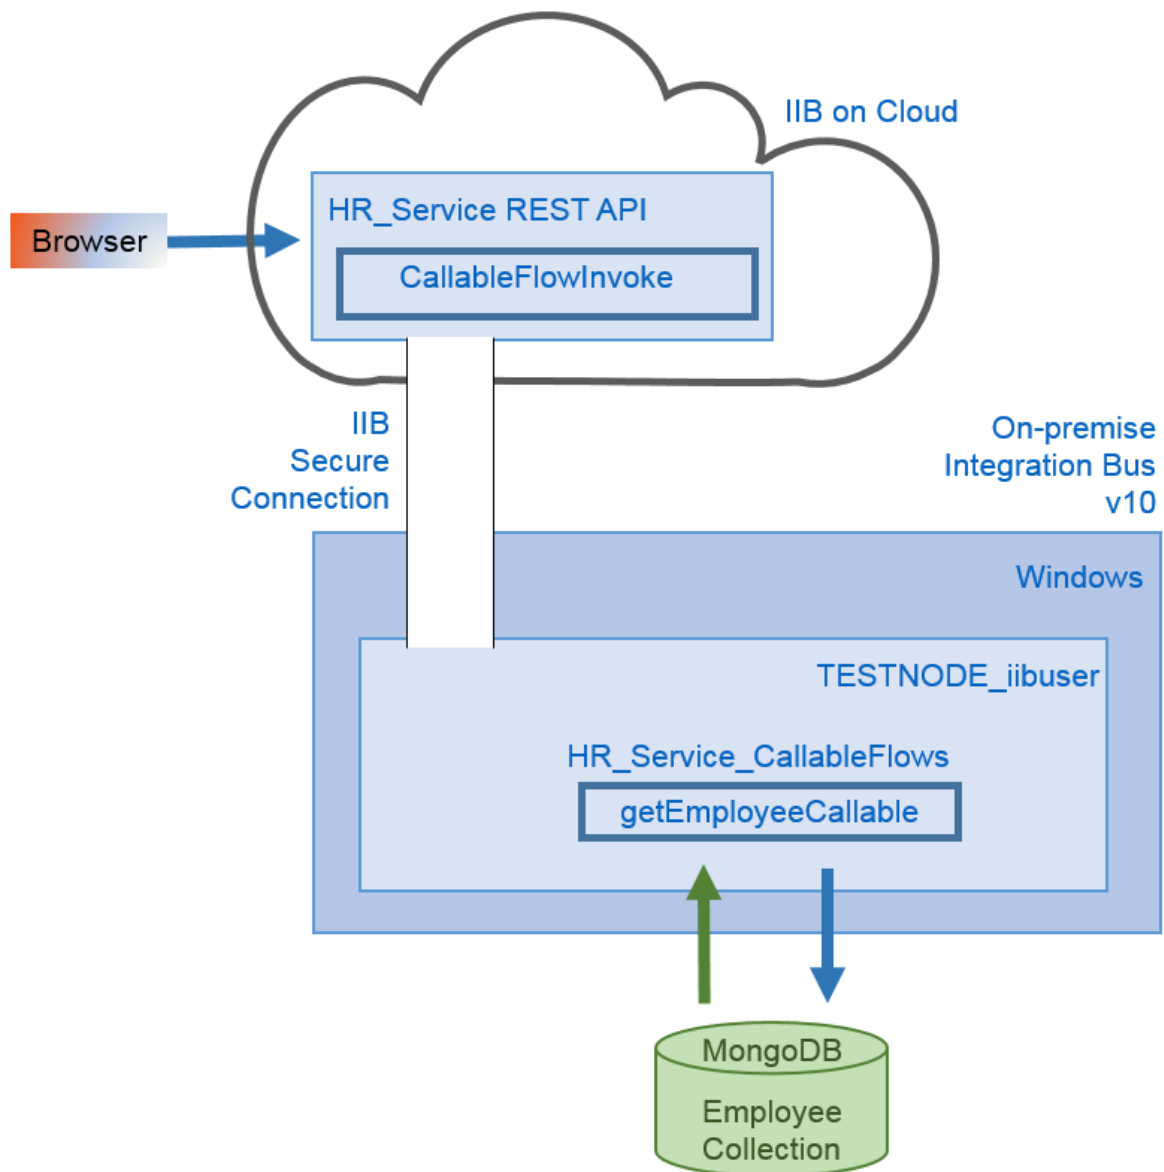 IIB on Cloud
HR_Service REST API
Browser
CallableFlowInvoke
IIB
Secure
Connection
On-premise
Integration Bus
v10
Windows
TESTNODE_iibuser
HR_Service_CallableFlows
getEmployeeCallable
MongoDB
Employee
Collection